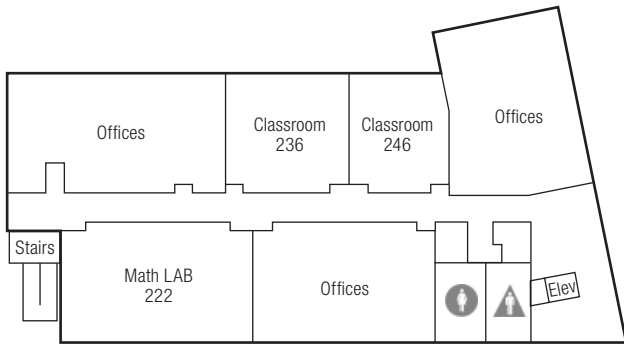 Offices
Classroom
236
Classroom
246
Offices
Stairs
Math LAB
222
Offices
Elev